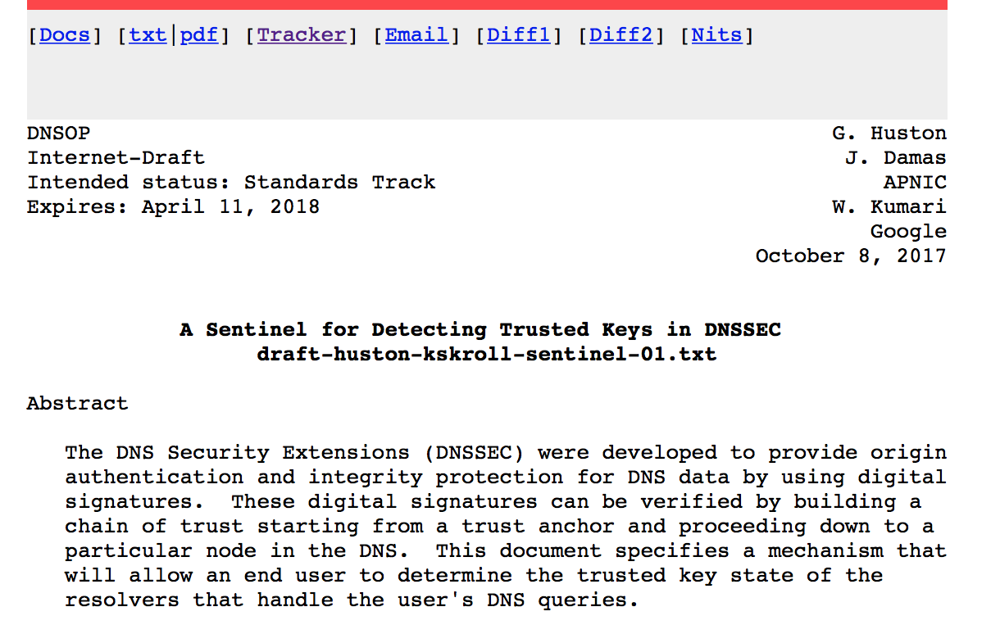 [Docs] [txt|pdf] [Tracker] [Email] [Diff1] [Diff2] [Nits]
DNSOP G. Huston
Internet-Draft J. Damas
Intended status: Standards Track APNIC
Expires: April 11, 2018 W. Kumari
Google
October 8, 2017
A Sentinel for Detecting Trusted Keys in DNSSEC
draft-huston-kskroll-sentinel-01.txt
Abstract
The DNS Security Extensions (DNSSEC) were developed to provide origin
authentication and integrity protection for DNS data by using digital
signatures.  These digital signatures can be verified by building a
chain of trust starting from a trust anchor and proceeding down to a
particular node in the DNS.  This document specifies a mechanism that
will allow an end user to determine the trusted key state of the
resolvers that handle the user's DNS queries.